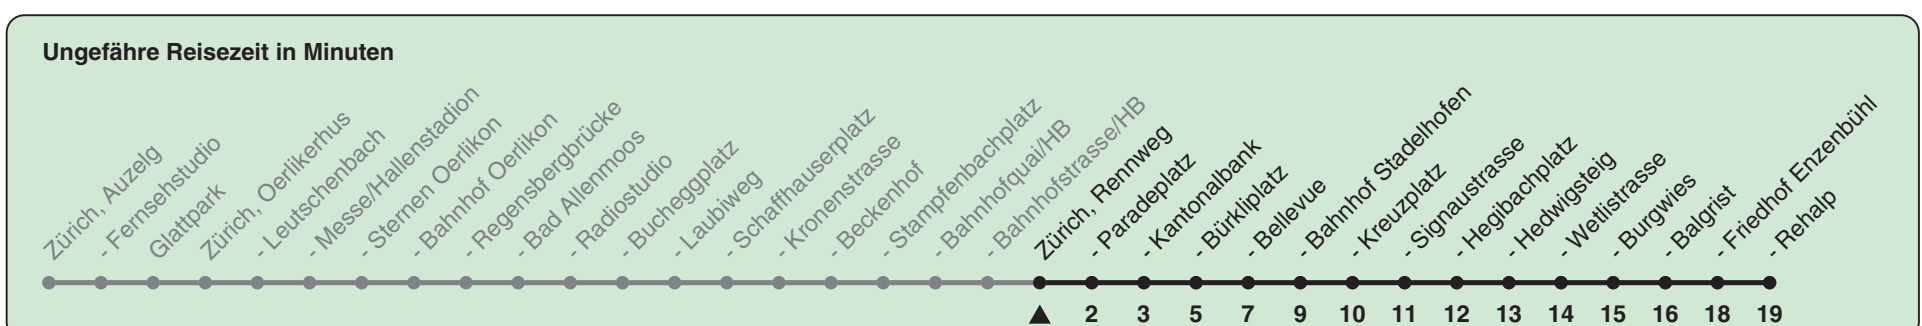 Ungefähre Reisezeit in Minuten
Zürich, Auzelg
- Fernsehstudio
Glattpark
Zürich, Oerlikerhus
- Leutschenbach
- Messe/Hallenstadion
- Sternen Oerlikon
- Bahnhof Oerlikon
- Regensbergbrücke
- Bad Allenmoos
- Radiostudio
- Bucheggplatz
- Laubiweg
- Schaffhauserplatz
- Kronenstrasse
- Beckenhof
- Stampfenbachplatz
- Bahnhofquai/HB
- Bahnhofstrasse/HB
Zürich, Rennweg
- Paradeplatz
- Kantonalbank
- Bürkliplatz
- Bellevue
- Bahnhof Stadelhofen
- Kreuzplatz
- Signaustrasse
- Hegibachplatz
- Hedwigsteig
- Wetlistrasse
- Burgwies
- Balgrist
- Friedhof Enzenbühl
- Rehalp
2 3 5 7 9 10 11 12 13 14 15 16 18 19